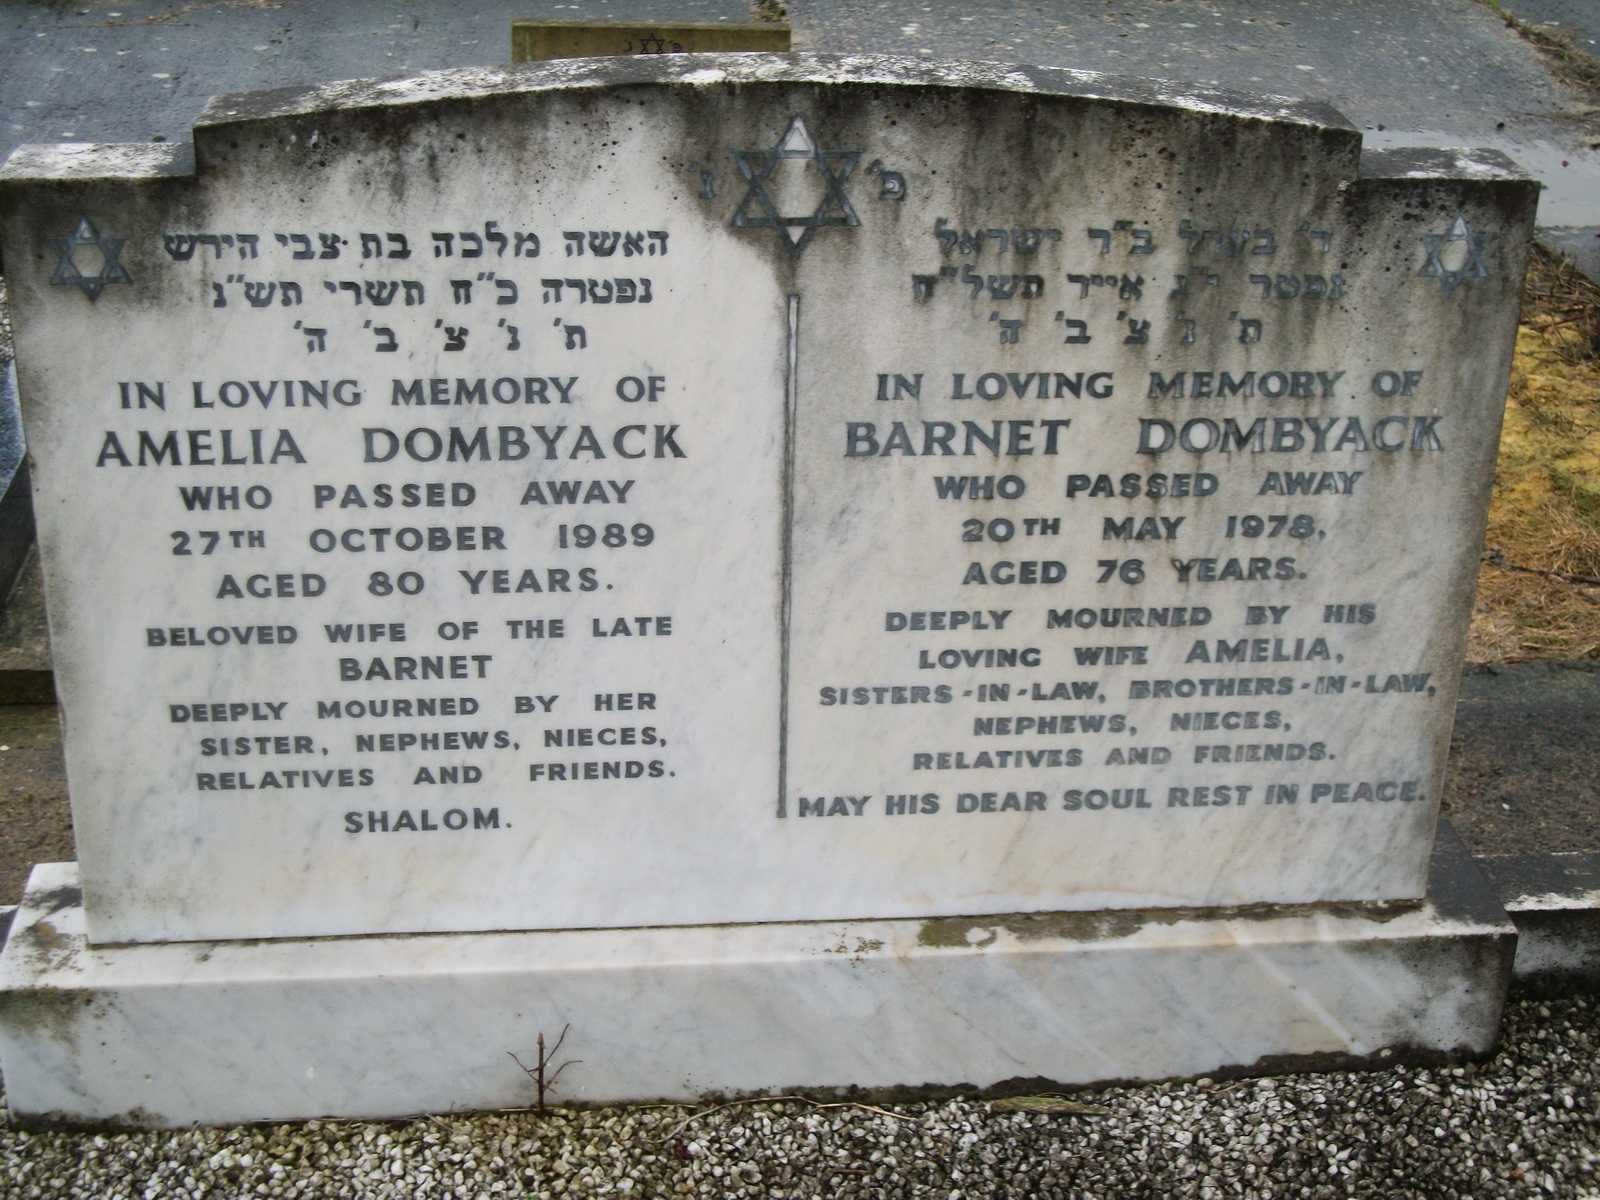 פ' נ'
פ' נ'
האשה מלכה בת צבי הירש
נפטרה כ"ח תשרי תש"נ
ת' נ' צ' ב' ה'
IN LOVING MEMORY OF
AMELIA DOMBYACK
WHO PASSED AWAY
27TH OCTOBER 1989
AGED 80 YEARS.
BELOVED WIFE OF THE LATE
BARNET
DEEPLY MOURNED BY HER
SISTER, NEPHEWS, NIECES,
RELATIVES AND FRIENDS.
SHALOM.
ר' ב"ר ישראל
נפטר י"ג אייר תשל"ח
ת' נ' צ' ב' ה'
IN LOVING MEMORY OF
BARNET DOMBYACK
WHO PASSED AWAY
20TH MAY 1978,
AGED 76 YEARS.
DEEPLY MOURNED BY HIS
LOVING WIFE AMELIA,
SISTERS-IN-LAW, BROTHERS-IN-LAW,
NEPHEWS, NIECES,
RELATIVES AND FRIENDS.
MAY HIS DEAR SOUL REST IN PEACE.